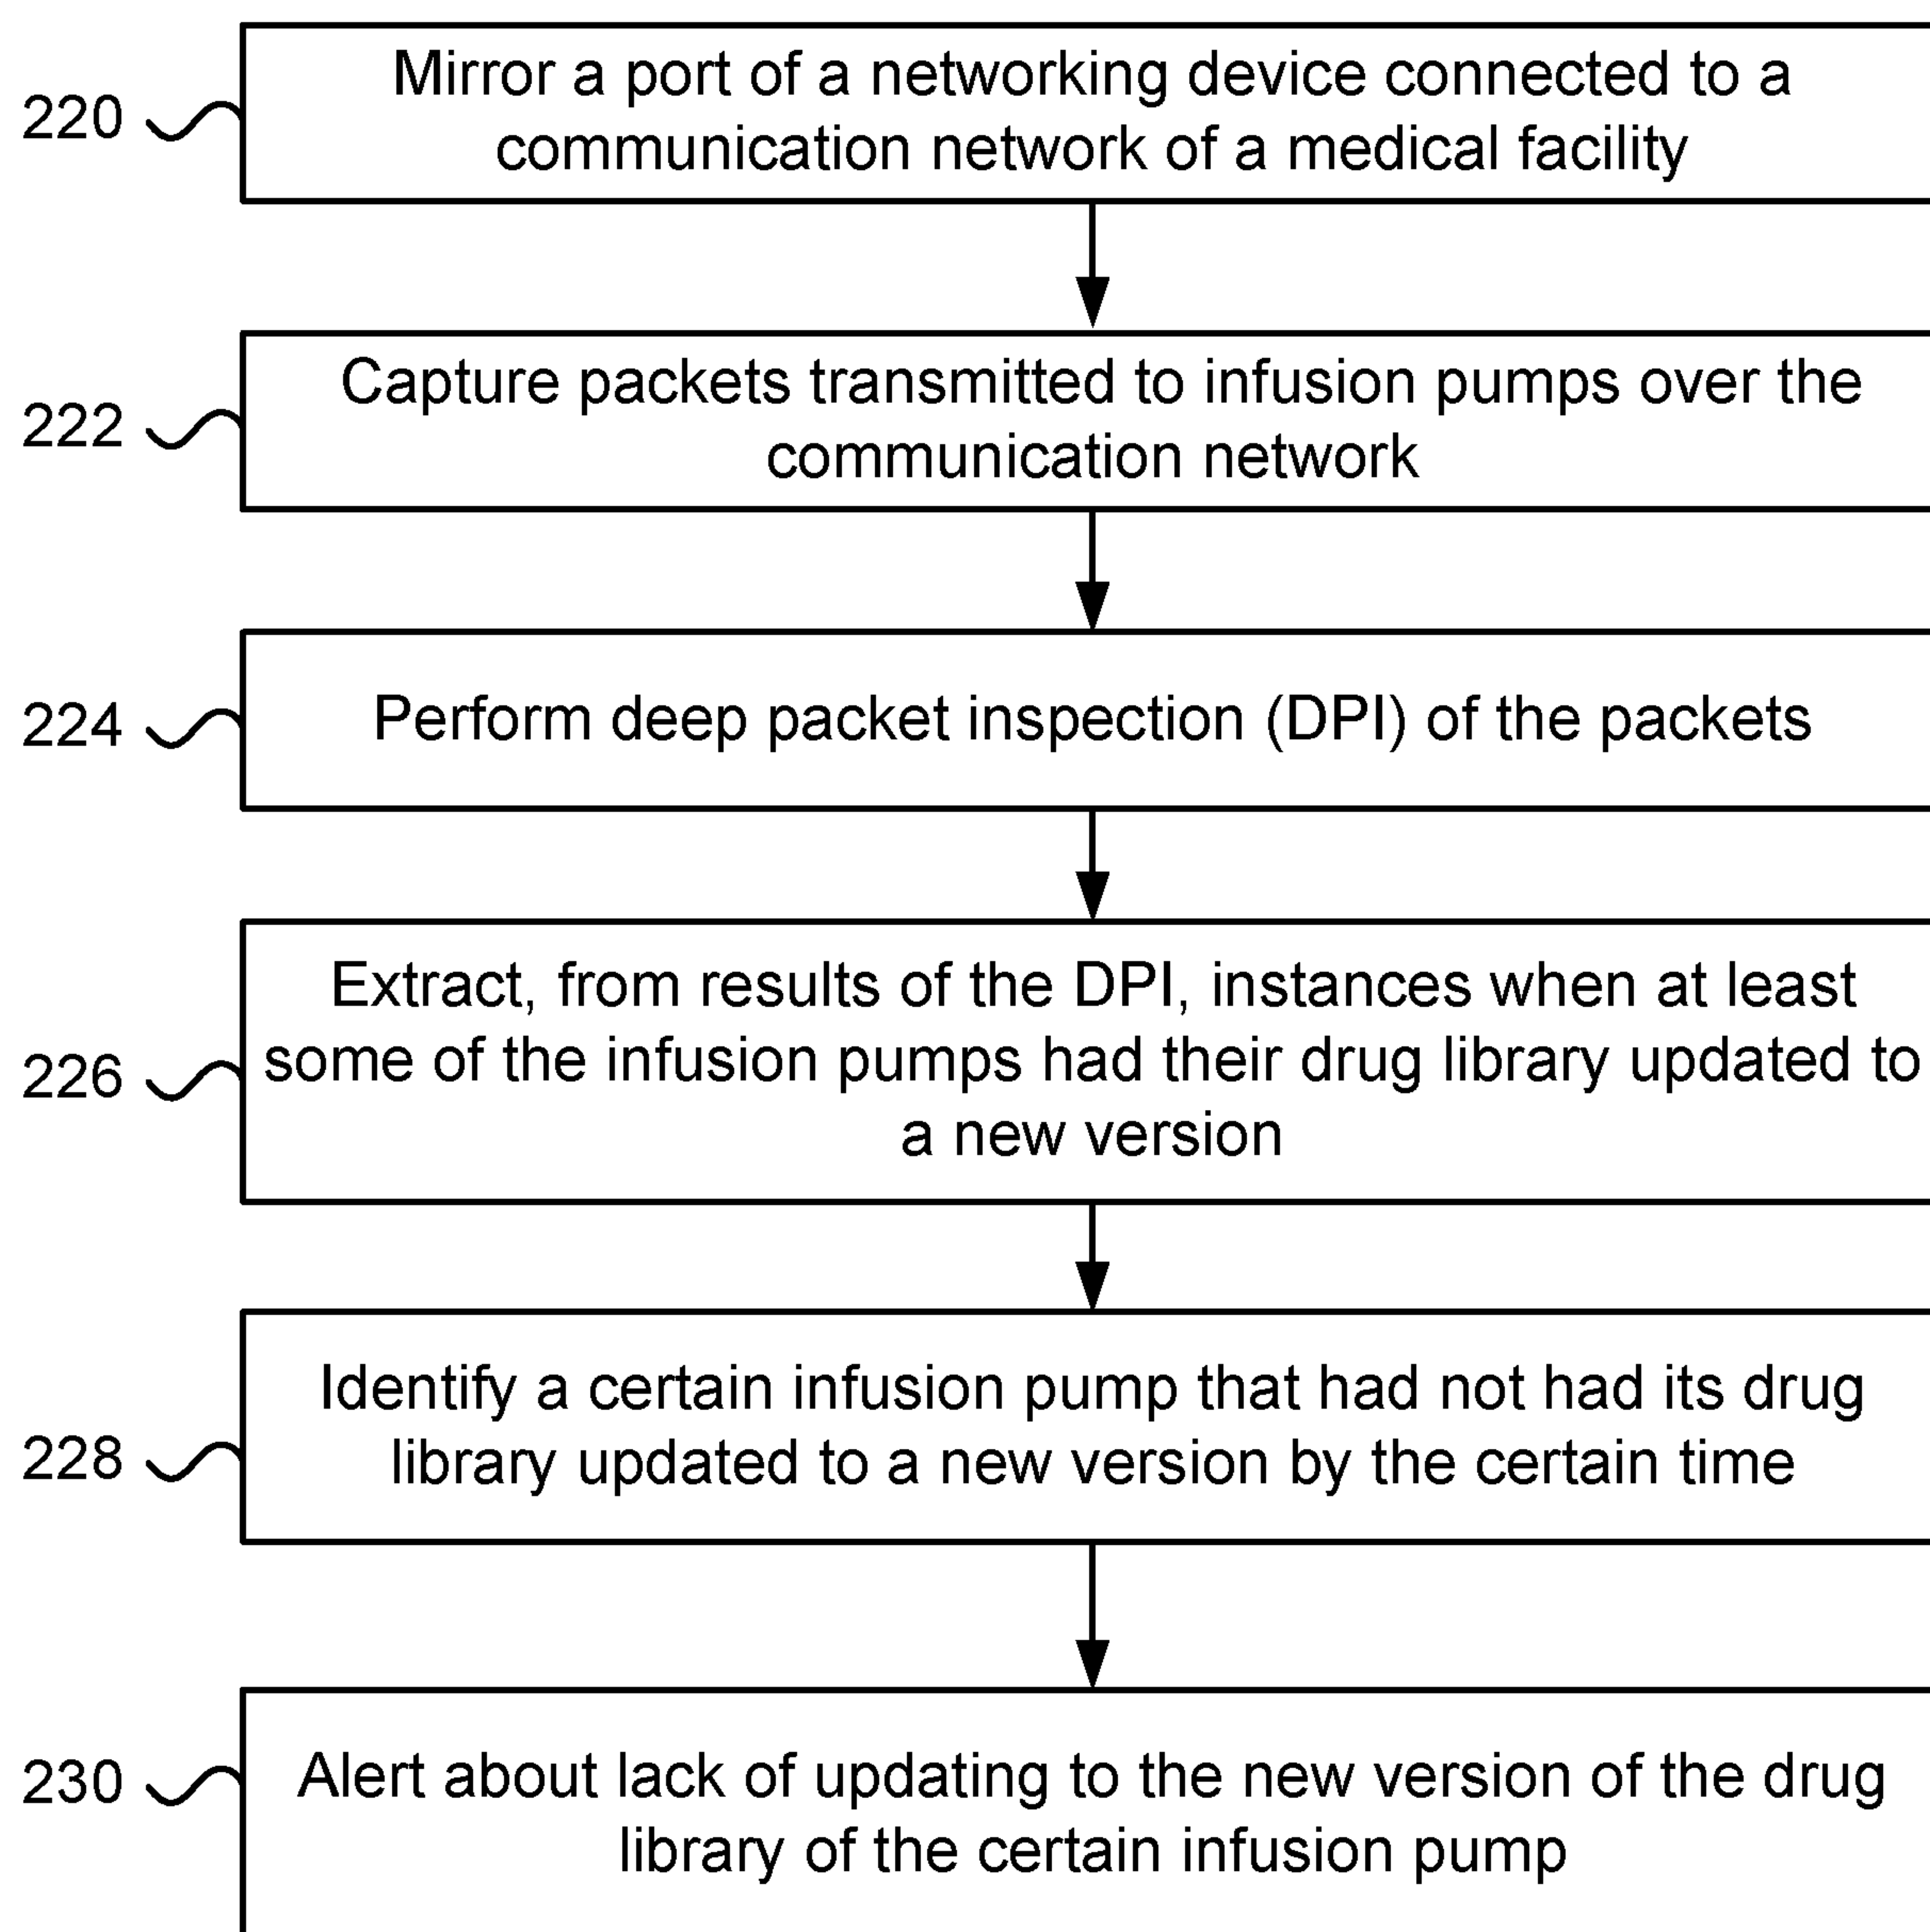 220
Mirror a port of a networking device connected to a
communication network of a medical facility
222
Capture packets transmitted to infusion pumps over the
communication network
224
Perform deep packet inspection (DPI) of the packets
226
Extract, from results of the DPI, instances when at least
some of the infusion pumps had their drug library updated to
a new version
228
Identify a certain infusion pump that had not had its drug
library updated to a new version by the certain time
230
Alert about lack of updating to the new version of the drug
library of the certain infusion pump